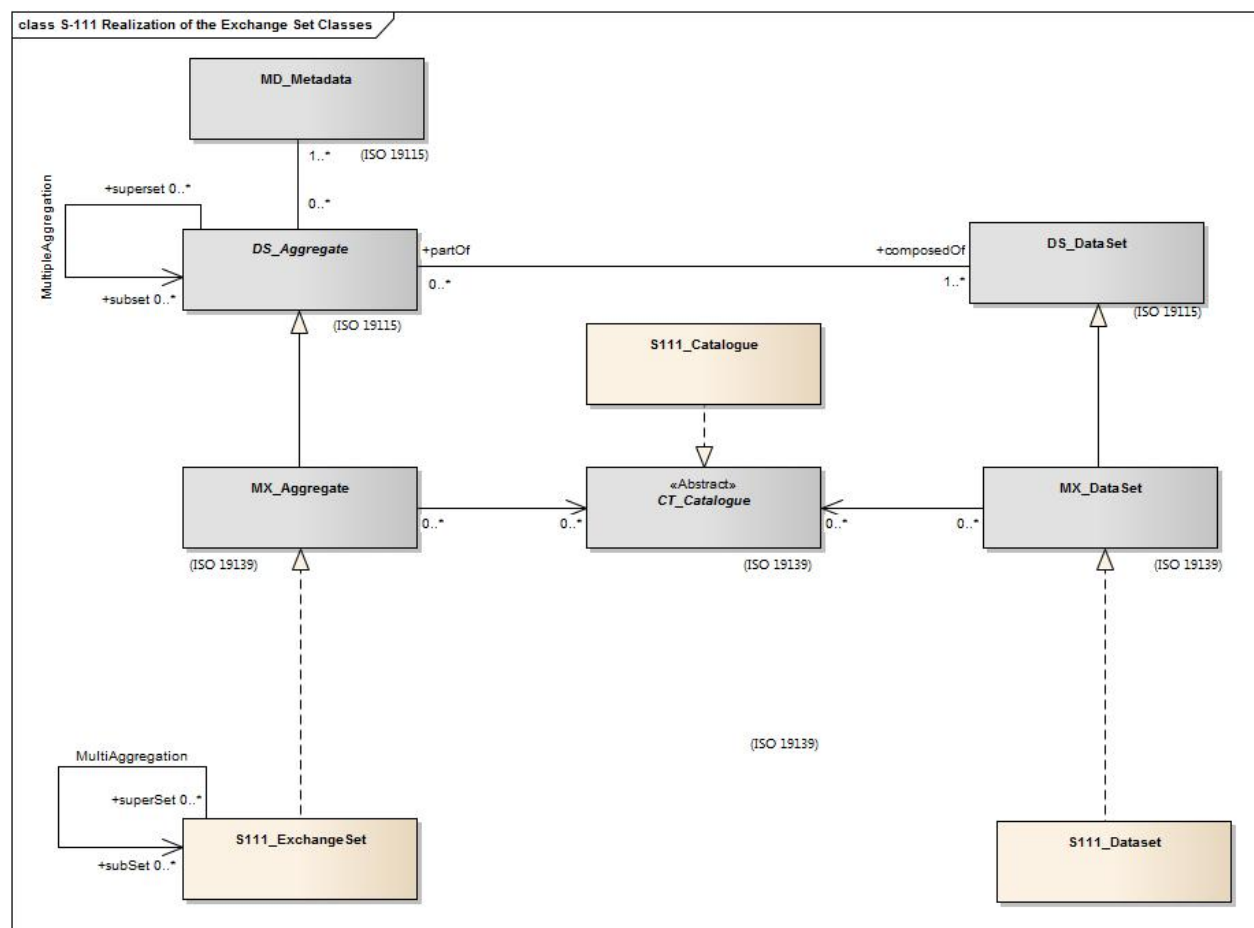 class S-111 Realization of the Exchange Set Classes
MD_Metadata
1..*
(ISO 19115)
+superset 0..*
0..*
MultipleAggregation
DS_Aggregate
+partOf
+composedOf
DS_DataSet
0..*
1..*
+subset 0..*
(ISO 19115)
(ISO 19115)
S111_Catalogue
MX_Aggregate
«Abstract»
CT_Catalogue
MX_DataSet
0..*
0..*
0..*
0..*
(ISO 19139)
(ISO 19139)
(ISO 19139)
(ISO 19139)
MultiAggregation
+superSet 0..*
S111_ExchangeSet
S111_Dataset
+subSet 0..*